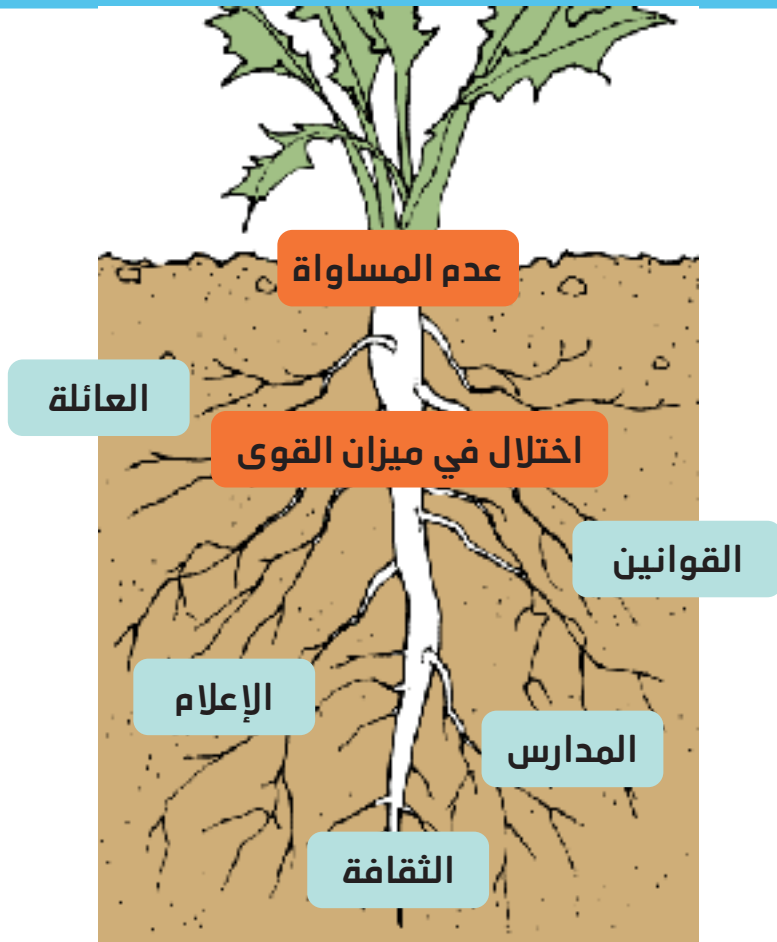 عدم المساواة
العائلة
اختلال في ميزان القوى
القوانين
الإعلام
المدارس
الثقافة